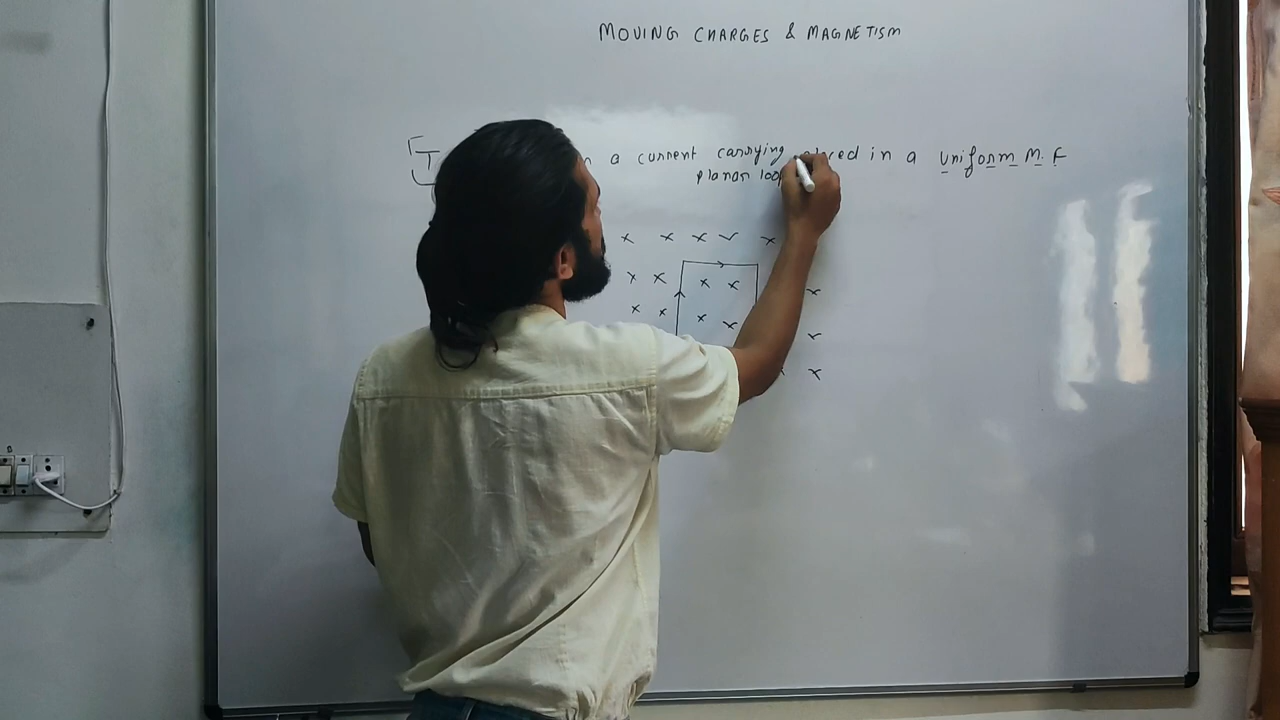 MOVING CHARGES & MAGNETISM
a current carrying placed in a uniform M.F
planar loop
x x x x x
x x x x x
x x x x x
x x